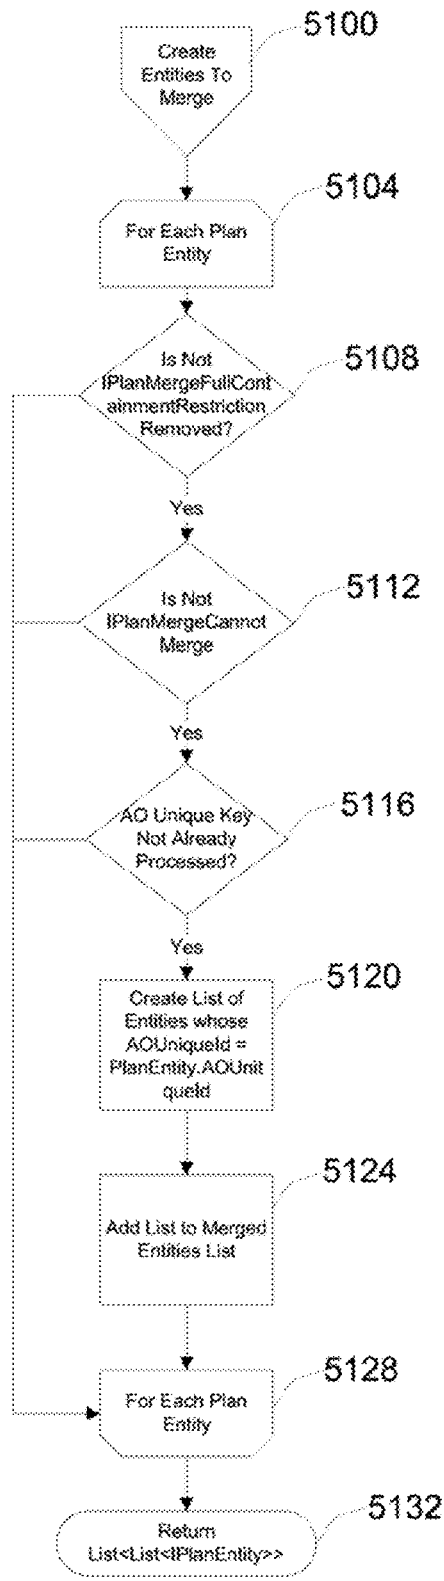 5100
Create
Entities To
Merge
5104
For Each Plan
Entity
5108
Is Not
IPlanMergeFullCont
ainmentRestriction
Removed?
Yes
5112
Is Not
IPlanMergeCannot
Merge
Yes
5116
AO Unique Key
Not Already
Processed?
Yes
5120
Create List of
Entities whose
AOUniqueId =
PlanEntity.AOUnit
queId
5124
Add List to Merged
Entities List
5128
For Each Plan
Entity
5132
Return
List<List<IPlanEntity>>